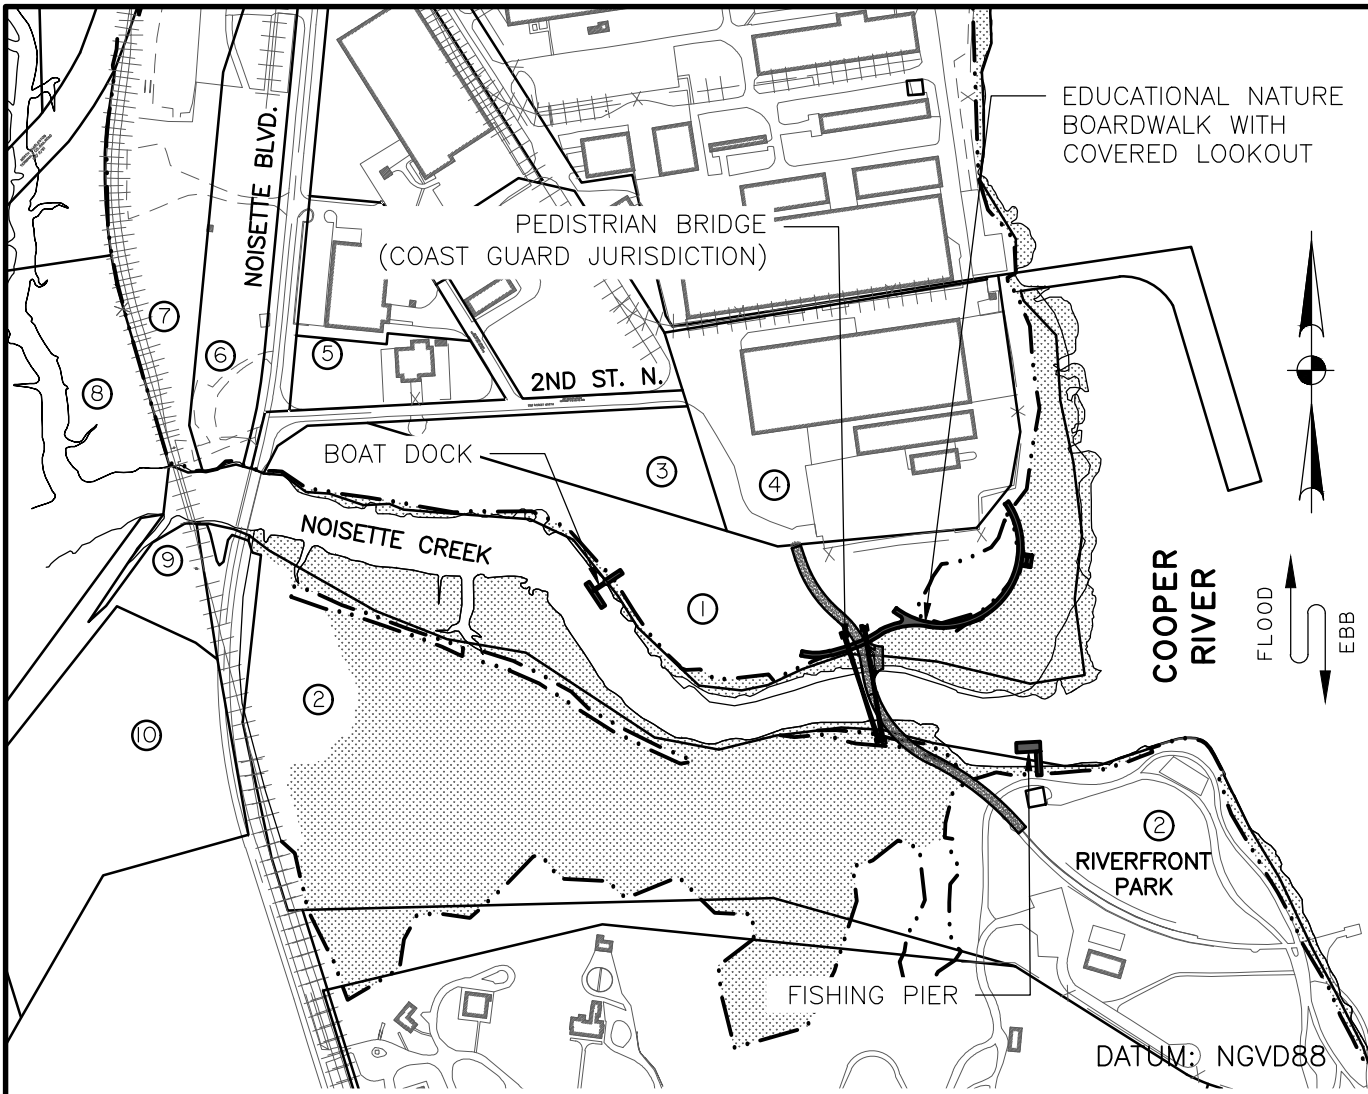 EDUCATIONAL NATURE
BOARDWALK WITH
COVERED LOOKOUT
NOISETTE BLVD.
PEDISTRIAN BRIDGE
(COAST GUARD JURISDICTION)
7
6
5
8
2ND ST. N.
BOAT DOCK
3
4
NOISETTE CREEK
9
1
COOPER
RIVER
FLOOD
EBB
2
10
2
RIVERFRONT
PARK
FISHING PIER
DATUM: NGVD88